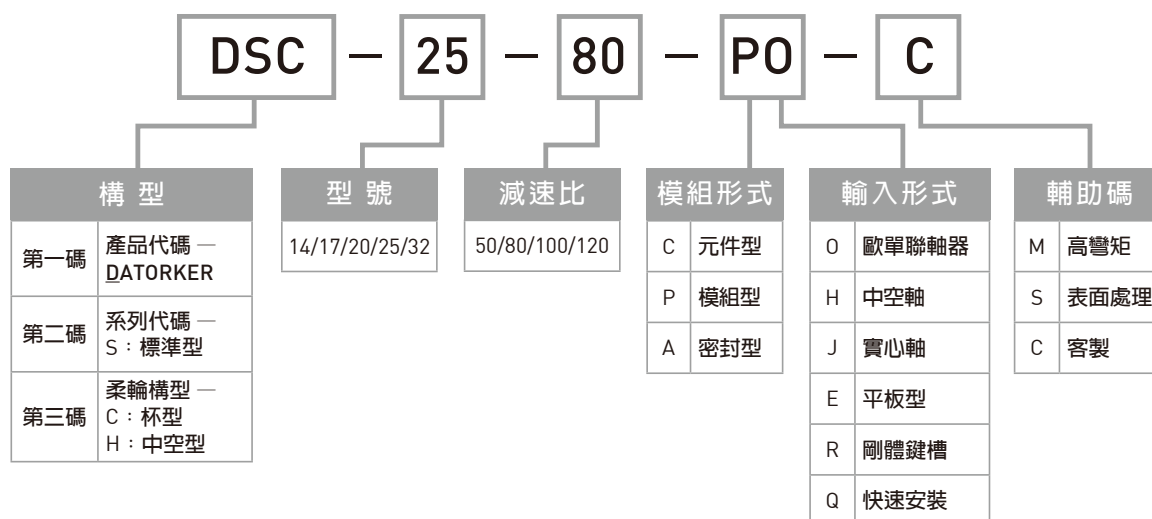 DSC — 25 — 80 — PO — C
構型
第一碼 產品代碼 —
DATORKER
第二碼 系列代碼 —
S：標準型
第三碼 柔輪構型 —
C：杯型
H：中空型
型號
14/17/20/25/32
減速比
50/80/100/120
模組形式
C 元件型
P 模組型
A 密封型
輸入形式
O 歐單聯軸器
H 中空軸
J 實心軸
E 平板型
R 剛體鍵槽
Q 快速安裝
輔助碼
M 高彎矩
S 表面處理
C 客製